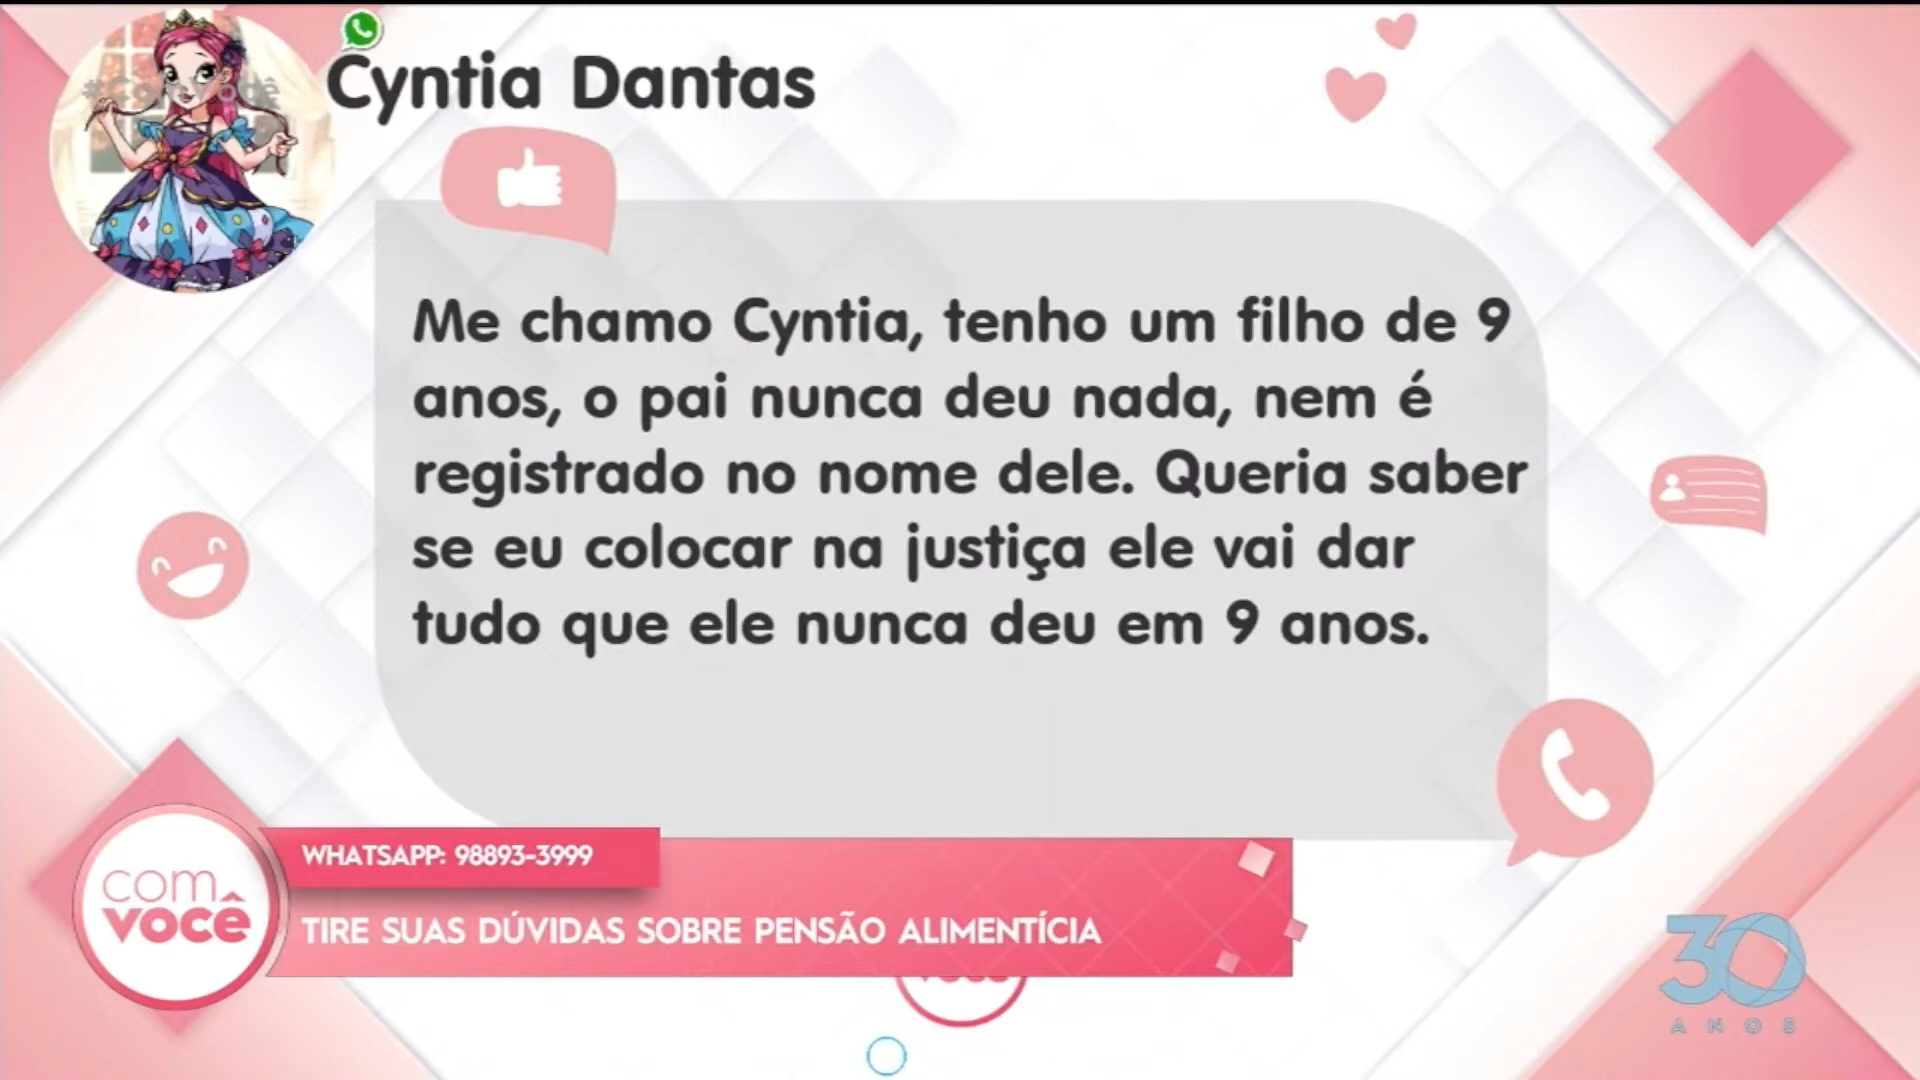 Cyntia Dantas
Me chamo Cyntia, tenho um filho de 9
anos, o pai nunca deu nada, nem é
registrado no nome dele. Queria saber
se eu colocar na justiça ele vai dar
tudo que ele nunca deu em 9 anos.
WHATSAPP: 98893-3999
com
você
TIRE SUAS DÚVIDAS SOBRE PENSÃO ALIMENTÍCIA
30
ANOS